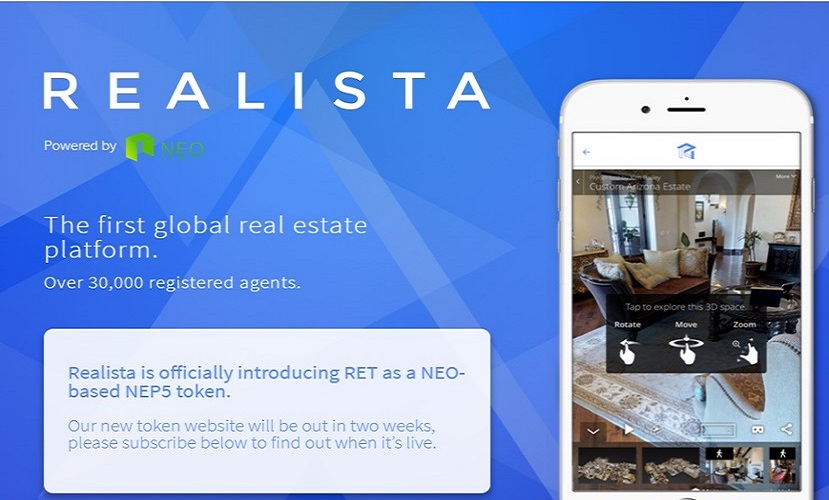 REALISTA
Powered by NEO
The first global real estate
platform.
Over 30,000 registered agents.
Realista is officially introducing RET as a NEO-
based NEP5 token.
Our new token website will be out in two weeks,
please subscribe below to find out when it's live.
More
Custom Arizona Estate
Tap to explore this 3D space.
Rotate Move Zoom